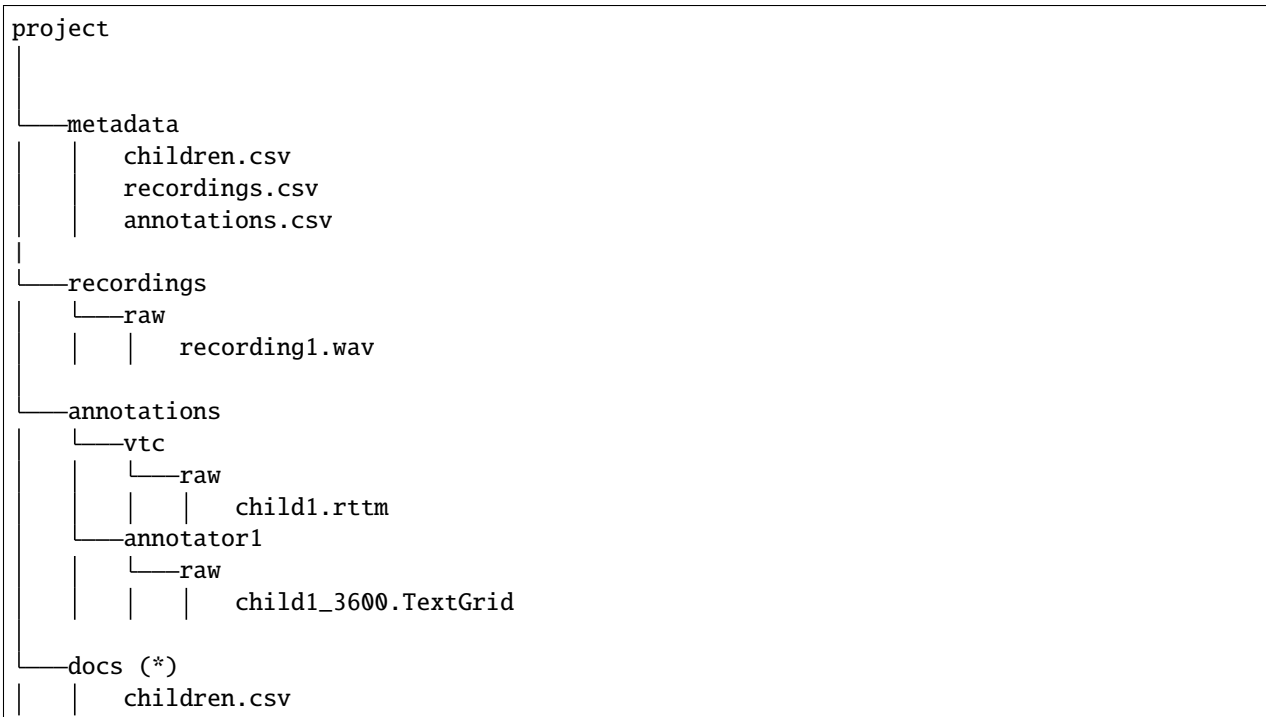 project
│
│
└───metadata
│   │   children.csv
│   │   recordings.csv
│   │   annotations.csv
|
└───recordings
│   └───raw
│   │   │   recording1.wav
│
└───annotations
│   └───vtc
│   │   └───raw
│   │   │   │   child1.rttm
│   └───annotator1
│   │   └───raw
│   │   │   │   child1_3600.TextGrid
│
└───docs (*)
│   │   children.csv